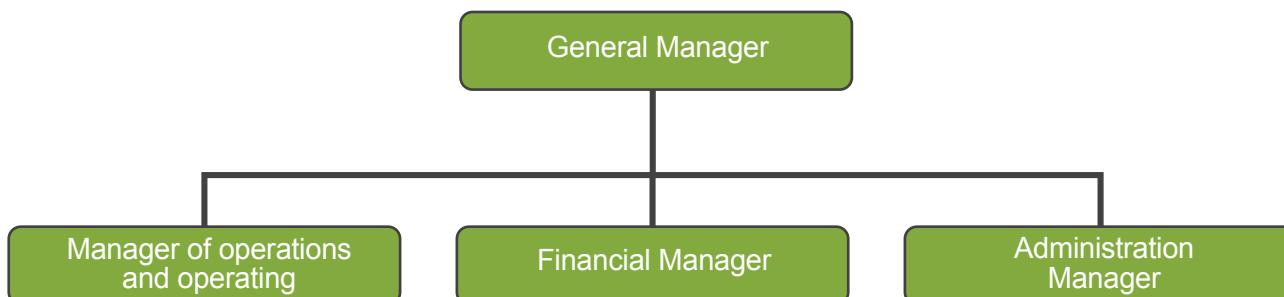 General Manager
Manager of operations
and operating
Financial Manager
Administration
Manager